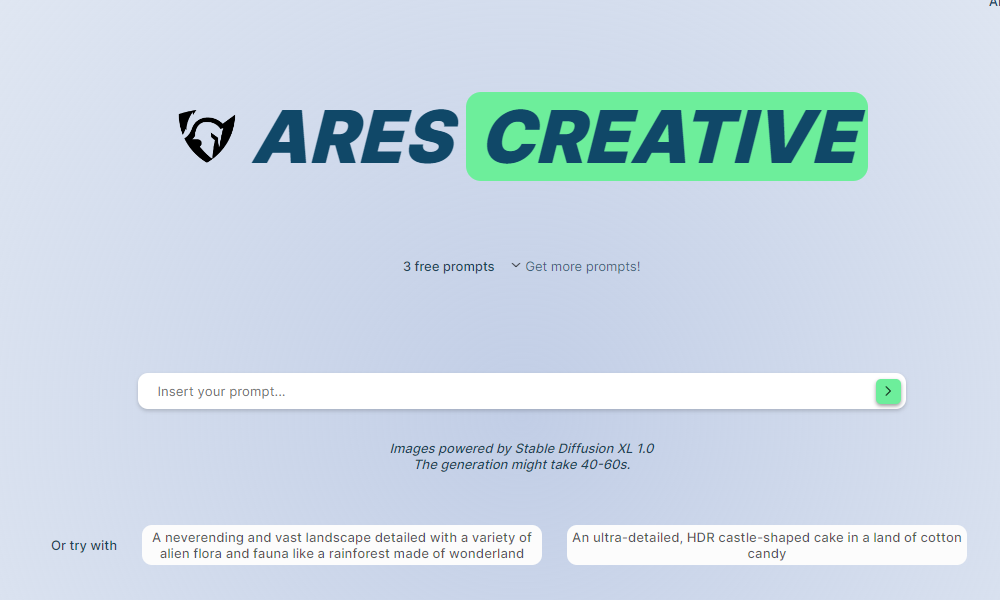 ARES CREATIVE
3 free prompts Get more prompts!
Insert your prompt...
Images powered by Stable Diffusion XL 1.0
The generation might take 40-60s.
Or try with
A neverending and vast landscape detailed with a variety of
alien flora and fauna like a rainforest made of wonderland
An ultra-detailed, HDR castle-shaped cake in a land of cotton
candy